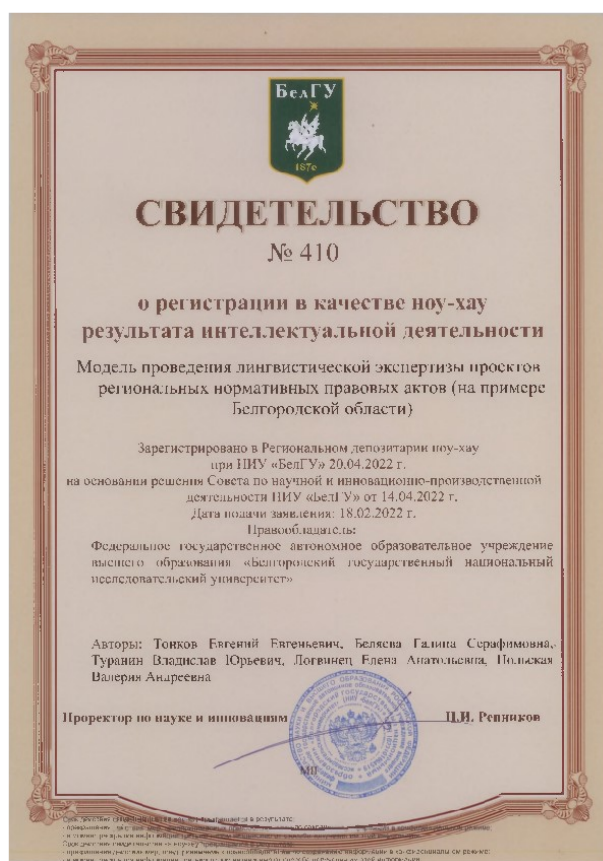 БелГУ
1876
СВИДЕТЕЛЬСТВО
№ 410
о регистрации в качестве ноу-хау
результата интеллектуальной деятельности
Модель проведения лингвистической экспертизы проектов
региональных нормативных правовых актов (на примере
Белгородской области)
Зарегистрировано в Региональном депозитарии ноу-хау
при НИУ «БелГУ» 20.04.2022 г.
на основании решения Совета по научной и инновационно-производственной
деятельности НИУ «БелГУ» от 14.04.2022 г.
Дата подачи заявления: 18.02.2022 г.
Правообладатель:
Федеральное государственное автономное образовательное учреждение
высшего образования «Белгородский государственный национальный
исследовательский университет»
Авторы: Тонков Евгений Евгеньевич, Беляева Галина Серафимовна,
Туранин Владислав Юрьевич, Логвинец Елена Анатольевна, Польская
Валерия Андреевна
Проректор по науке и инновациям
Репников
МП